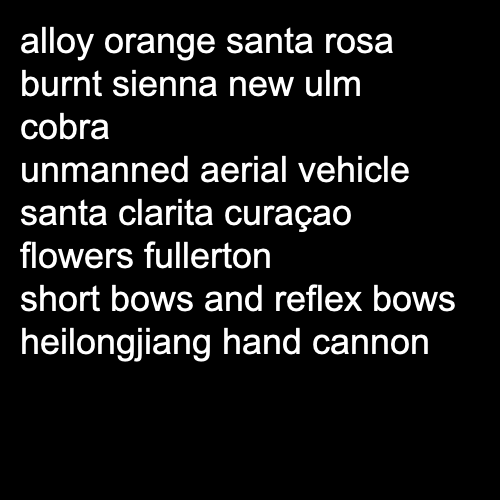 alloy orange santa rosa
burnt sienna new ulm
cobra
unmanned aerial vehicle
santa clarita curaçao
flowers fullerton
short bows and reflex bows
heilongjiang hand cannon